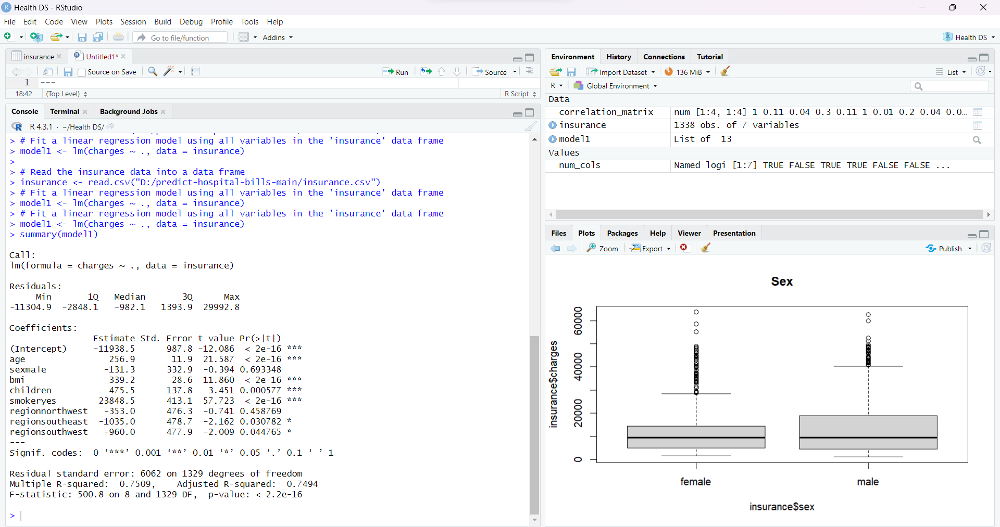 Health DS - RStudio
File Edit Code View Plots Session Build Debug Profile Tools Help
Go to file/function Addins Health DS
insurance Untitled1*
Source on Save Run Source
1 ---
18:42 (Top Level) R Script
Console Terminal Background Jobs
R 4.3.1 · ~/Health DS/
> # Fit a linear regression model using all variables in the 'insurance' data frame
> model1 <- lm(charges ~ ., data = insurance)
>
> # Read the insurance data into a data frame
> insurance <- read.csv("D:/predict-hospital-bills-main/insurance.csv")
> # Fit a linear regression model using all variables in the 'insurance' data frame
> model1 <- lm(charges ~ ., data = insurance)
> # Fit a linear regression model using all variables in the 'insurance' data frame
> model1 <- lm(charges ~ ., data = insurance)
> summary(model1)
Call:
lm(formula = charges ~ ., data = insurance)
Residuals:
Min 1Q Median 3Q Max
-11304.9 -2848.1 -982.1 1393.9 29992.8
Coefficients:
Estimate Std. Error t value Pr(>|t|)
(Intercept) -11938.5 987.8 -12.086 < 2e-16 ***
age 256.9 11.9 21.587 < 2e-16 ***
sexmale -131.3 332.9 -0.394 0.693348
bmi 339.2 28.6 11.860 < 2e-16 ***
children 475.5 137.8 3.451 0.000577 ***
smokeryes 23848.5 413.1 57.723 < 2e-16 ***
regionnorthwest -353.0 476.3 -0.741 0.458769
regionsoutheast -1035.0 478.7 -2.162 0.030782 *
regionsouthwest -960.0 477.9 -2.009 0.044765 *
---
Signif. codes: 0 ‘***’ 0.001 ‘**’ 0.01 ‘*’ 0.05 ‘.’ 0.1 ‘ ’ 1
Residual standard error: 6062 on 1329 degrees of freedom
Multiple R-squared: 0.7509, Adjusted R-squared: 0.7494
F-statistic: 500.8 on 8 and 1329 DF, p-value: < 2.2e-16
>
Environment History Connections Tutorial
Import Dataset 136 MiB List
R Global Environment
Data
correlation_matrix num [1:4, 1:4] 1 0.11 0.04 0.3 0.11 1 0.01 0.2 0.04 0.0…
insurance 1338 obs. of 7 variables
model1 List of 13
Values
num_cols Named logi [1:7] TRUE FALSE TRUE TRUE FALSE FALSE ...
Files Plots Packages Help Viewer Presentation
Zoom Export Publish
Sex
insurance$charges
60000
40000
20000
0
female male
insurance$sex